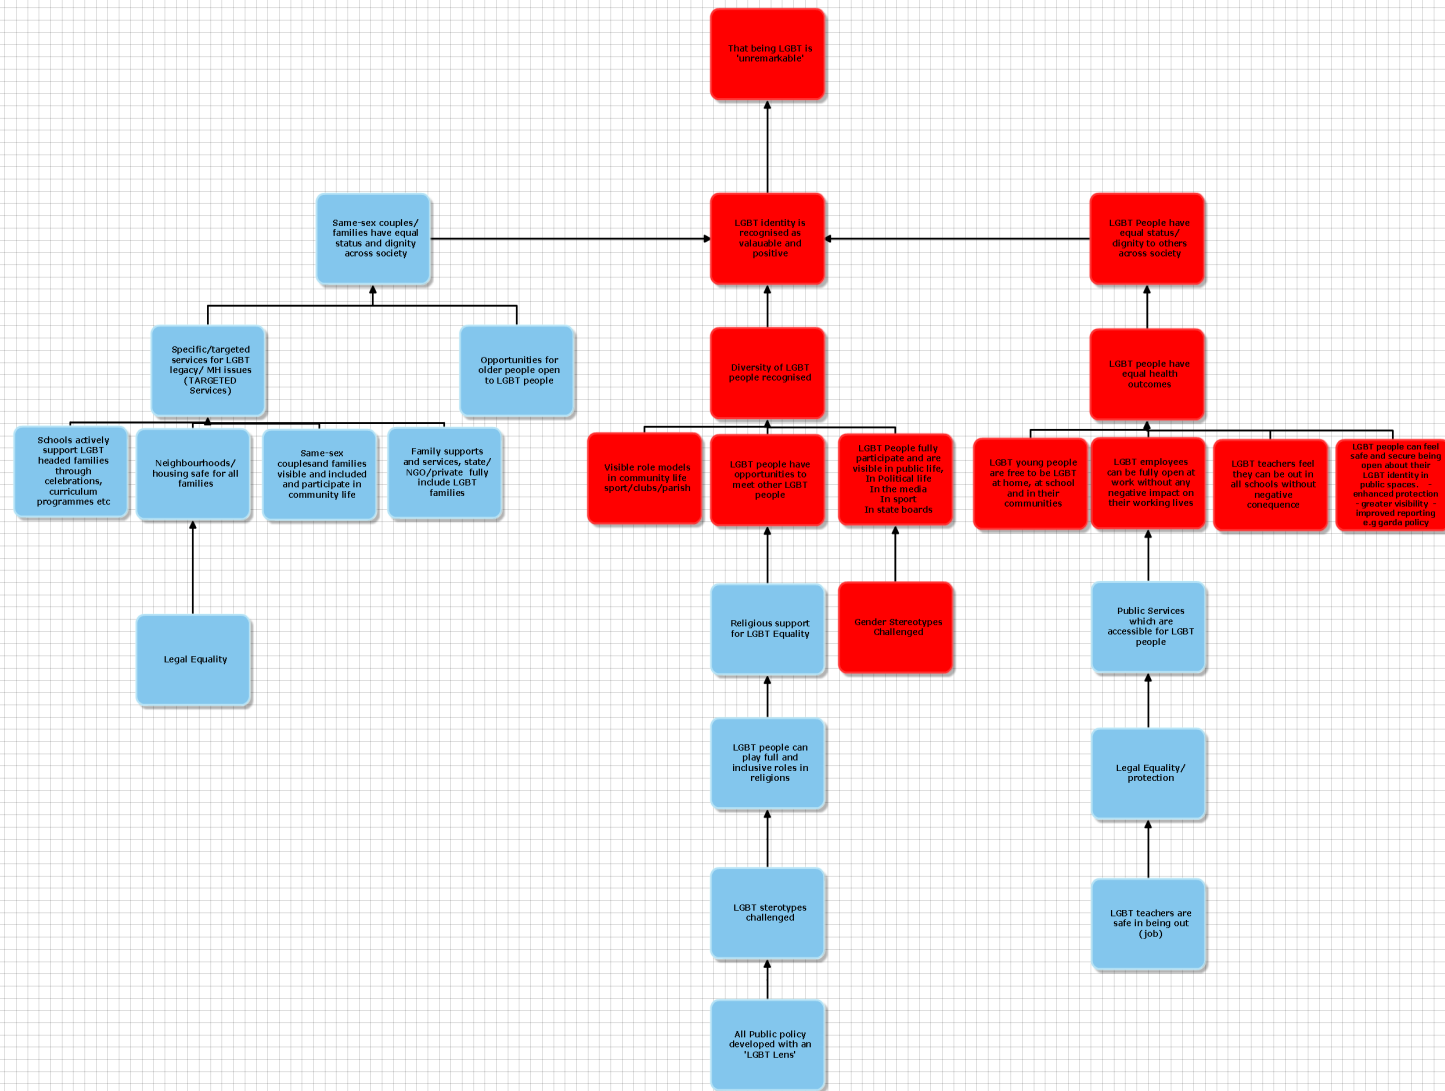 That being LGBT is
'unremarkable'
Same-sex couples/
families have equal
status and dignity
across society
LGBT identity is
recognised as
valauable and
positive
LGBT People have
equal status/
dignity to others
across society
Specific/targeted
services for LGBT
legacy/ MH issues
(TARGETED
Services)
Opportunities for
older people open
to LGBT people
Diversity of LGBT
people recognised
LGBT people have
equal health
outcomes
Schools actively
support LGBT
headed families
through
celebrations,
curriculum
programmes etc
Neighbourhoods/
housing safe for all
families
Same-sex
couplesand families
visible and included
and participate in
community life
Family supports
and services, state/
NGO/private fully
include LGBT
families
Visible role models
in community life
sport/clubs/parish
LGBT people have
opportunities to
meet other LGBT
people
LGBT People fully
participate and are
visible in public life,
In Political life
In the media
In sport
In state boards
LGBT young people
are free to be LGBT
at home, at school
and in their
communities
LGBT employees
can be fully open at
work without any
negative impact on
their working lives
LGBT teachers feel
they can be out in
all schools without
negative
conequence
LGBT people can feel
safe and secure being
open about their
LGBT identity in
public spaces. -
enhanced protection
- greater visibility -
improved reporting
e.g garda policy
Legal Equality
Religious support
for LGBT Equality
Gender Stereotypes
Challenged
Public Services
which are
accessible for LGBT
people
LGBT people can
play full and
inclusive roles in
religions
Legal Equality/
protection
LGBT sterotypes
challenged
LGBT teachers are
safe in being out
(job)
All Public policy
developed with an
'LGBT Lens'